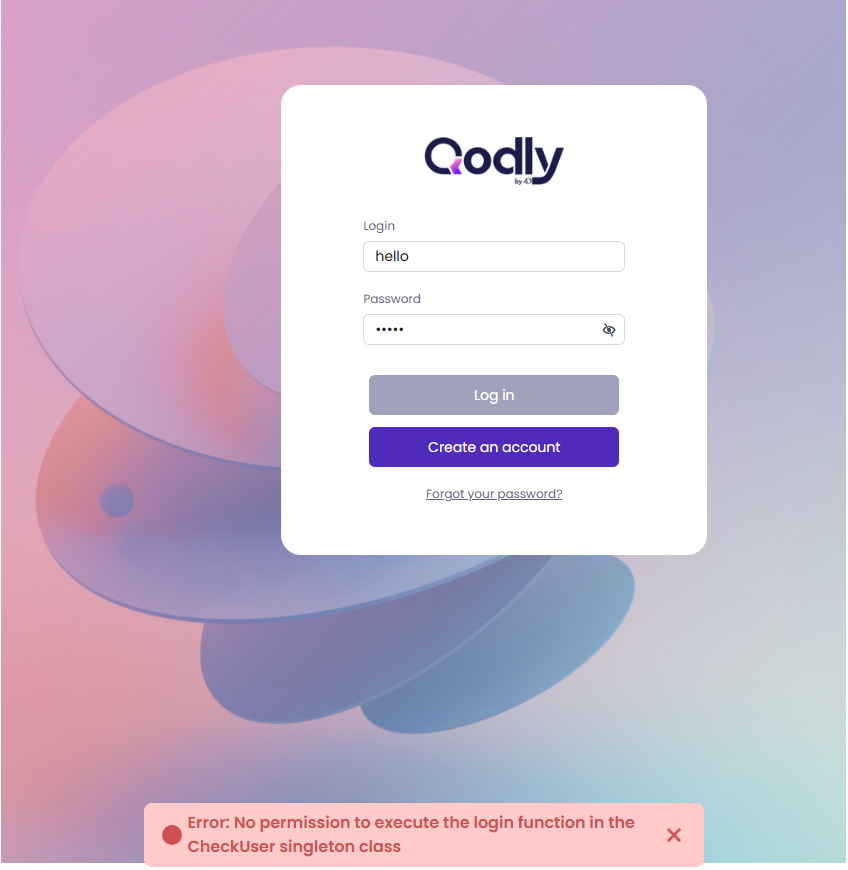 Qodly
by 4D
Login
hello
Password
•••••
Log in
Create an account
Forgot your password?
Error: No permission to execute the login function in the
CheckUser singleton class